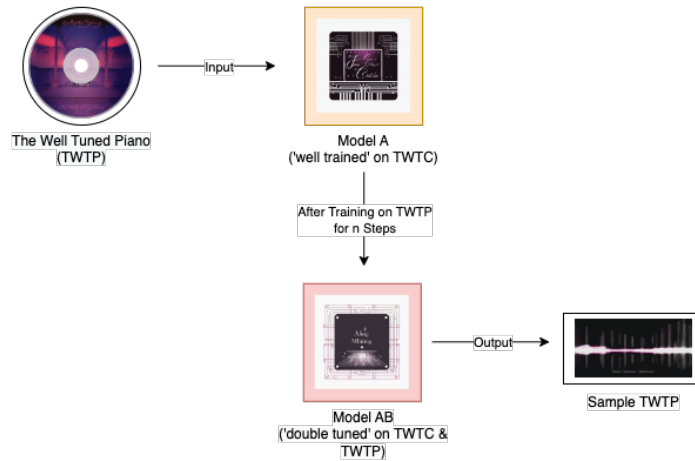 Input
The Well Tuned Piano
(TWTP)
Model A
('well trained' on TWTC)
After Training on TWTP
for n Steps
Output
Model AB
('double tuned' on TWTC &
TWTP)
Sample TWTP